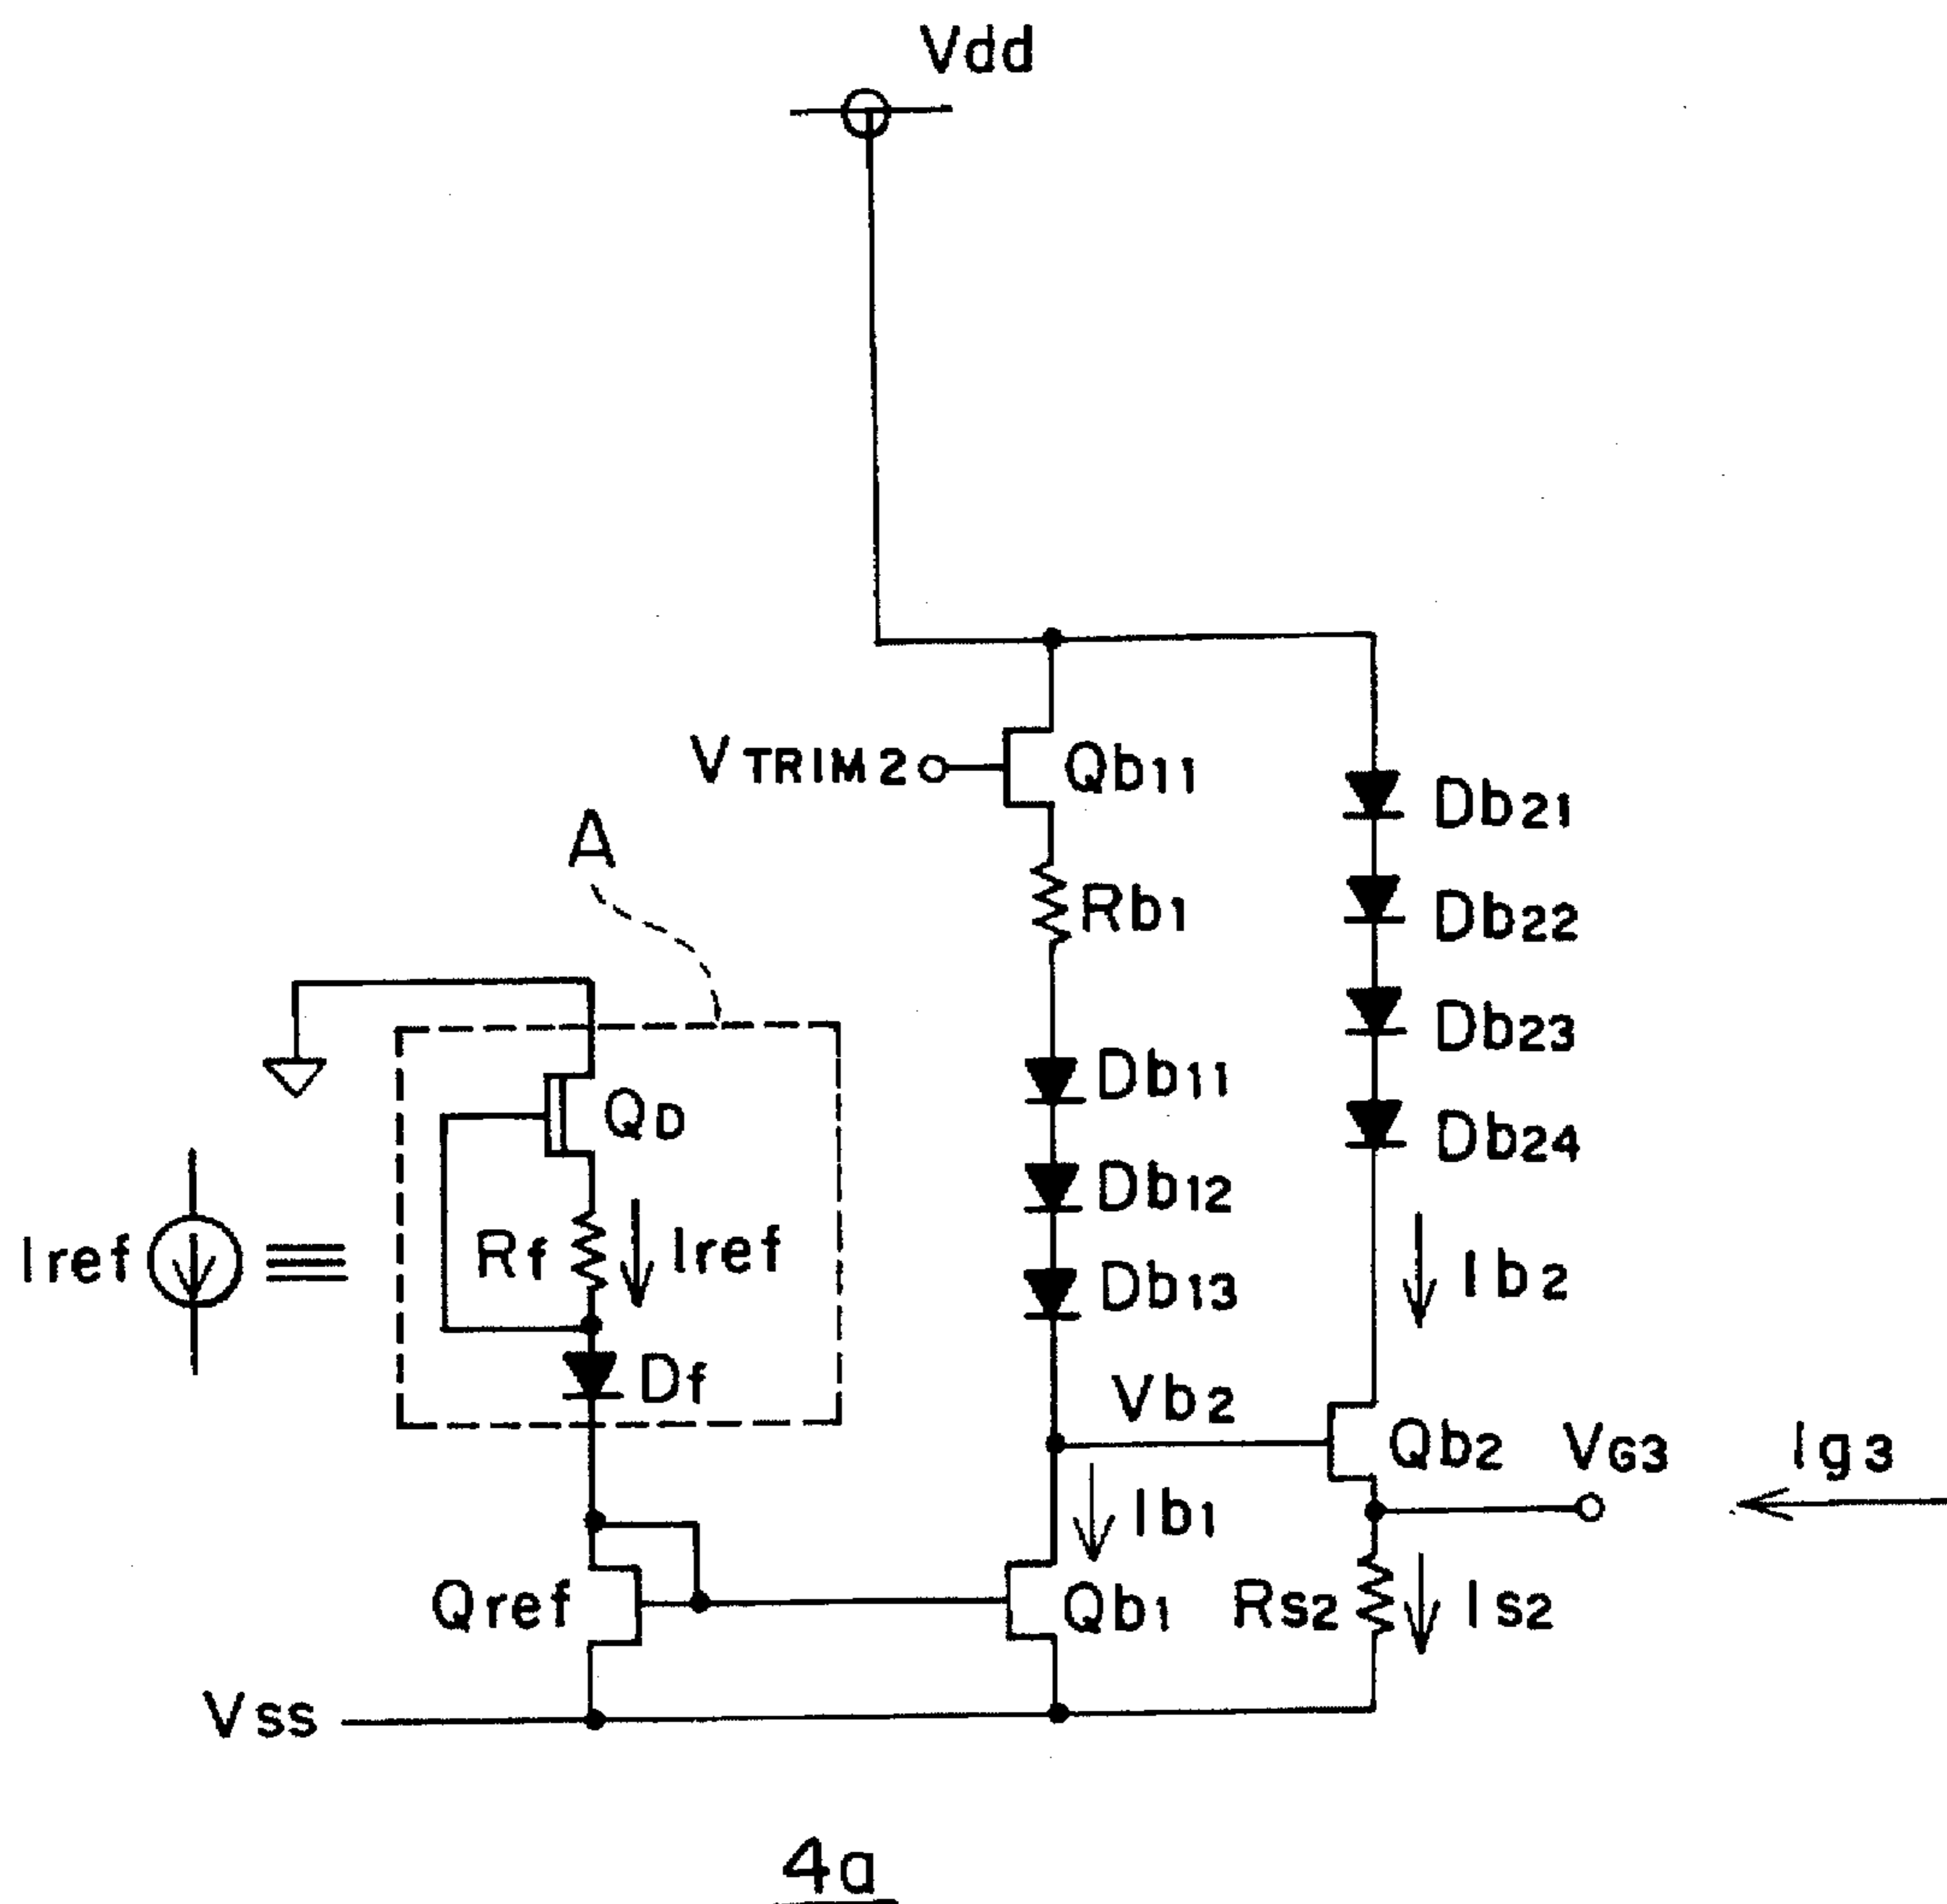 Vdd
VTRIM2
Qb11
Db21
A
Rb1
Db22
Db23
Db11
QD
Db24
Db12
Iref
Rf
Iref
Ib2
Db13
Df
Vb2
Qb2
VG3
Ig3
Ib1
Qref
Qb1
Rs2
Is2
Vss
4a